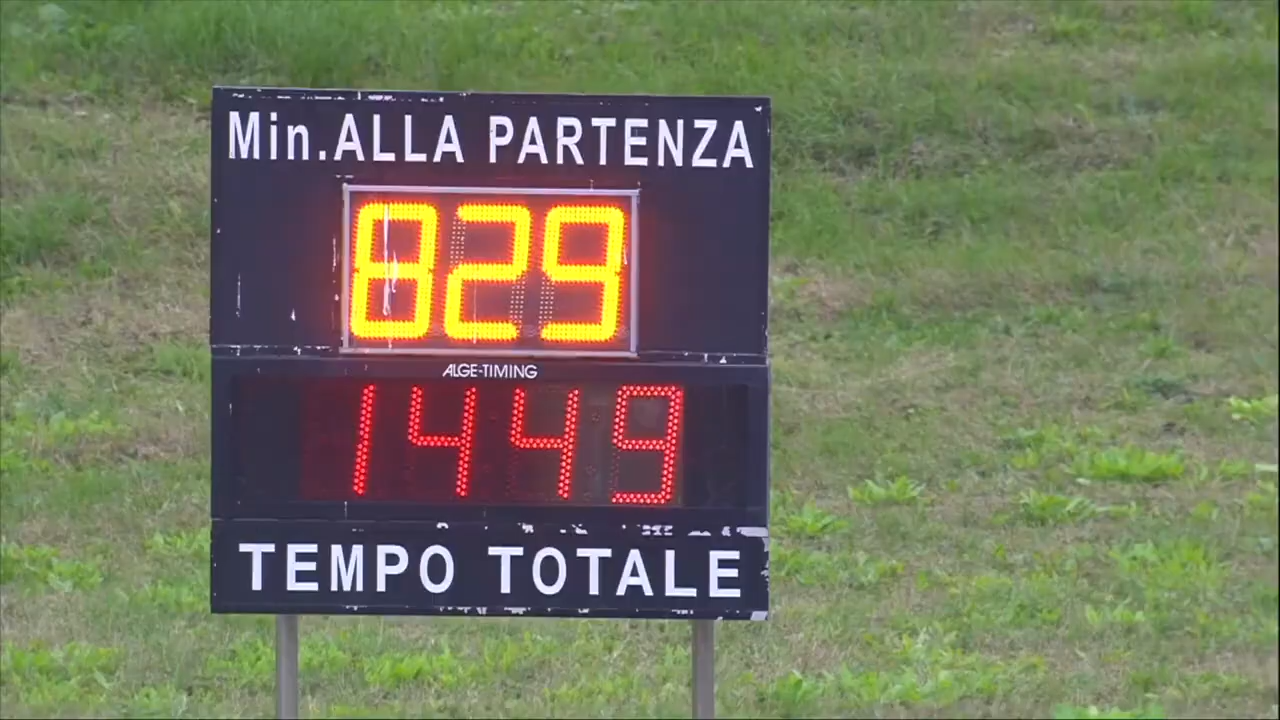 Min.ALLA PARTENZA
829
ALGE-TIMING
1449
TEMPO TOTALE